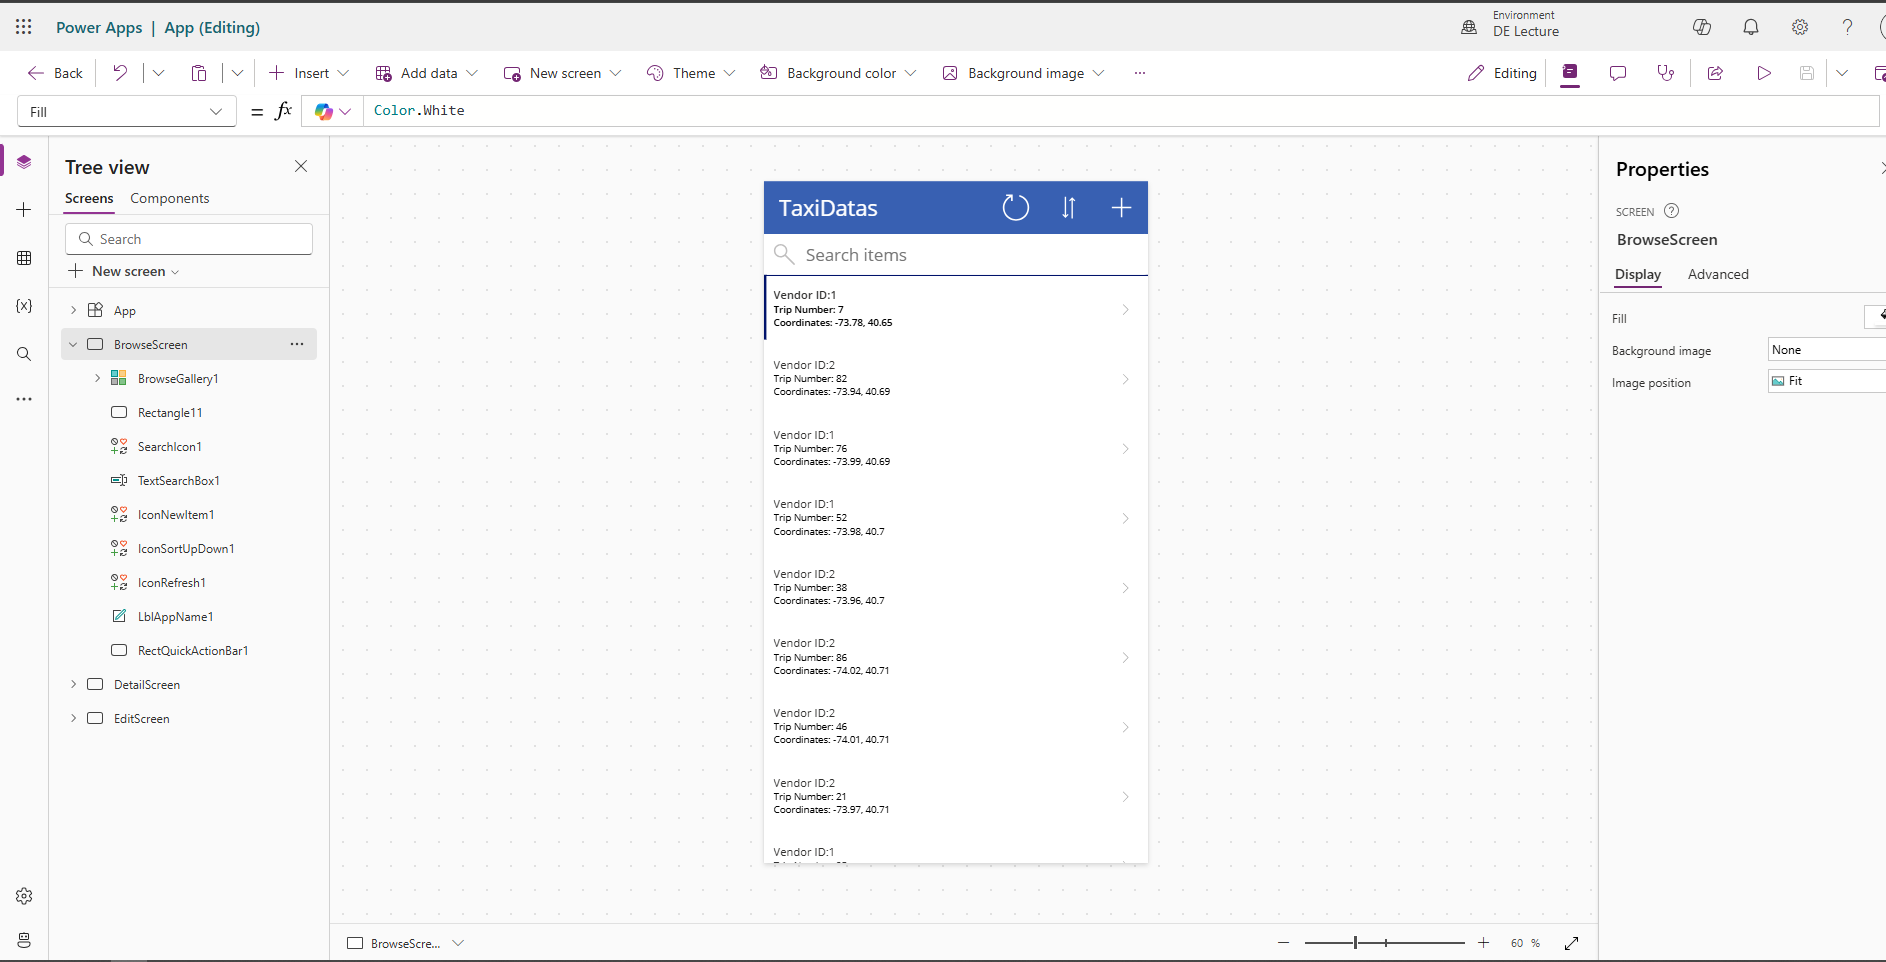 Power Apps | App (Editing)
Environment
DE Lecture
Back
Insert
Add data
New screen
Theme
Background color
Background image
Editing
Fill
= fx
Color.White
Tree view
Screens
Components
Search
New screen
App
BrowseScreen
BrowseGallery1
Rectangle11
SearchIcon1
TextSearchBox1
IconNewItem1
IconSortUpDown1
IconRefresh1
LblAppName1
RectQuickActionBar1
DetailScreen
EditScreen
TaxiDatas
Search items
Vendor ID:1
Trip Number: 7
Coordinates: -73.78, 40.65
Vendor ID:2
Trip Number: 82
Coordinates: -73.94, 40.69
Vendor ID:1
Trip Number: 76
Coordinates: -73.99, 40.69
Vendor ID:1
Trip Number: 52
Coordinates: -73.98, 40.7
Vendor ID:2
Trip Number: 38
Coordinates: -73.96, 40.7
Vendor ID:2
Trip Number: 86
Coordinates: -74.02, 40.71
Vendor ID:2
Trip Number: 46
Coordinates: -74.01, 40.71
Vendor ID:2
Trip Number: 21
Coordinates: -73.97, 40.71
Vendor ID:1
Properties
SCREEN
BrowseScreen
Display
Advanced
Fill
Background image
None
Image position
Fit
BrowseScre...
60 %